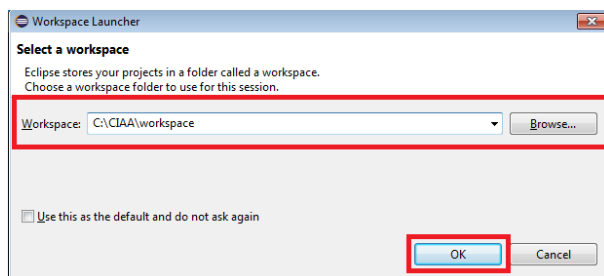 Workspace Launcher
Select a workspace
Eclipse stores your projects in a folder called a workspace.
Choose a workspace folder to use for this session.
Workspace: C:\CIAA\workspace Browse...
Use this as the default and do not ask again
OK Cancel